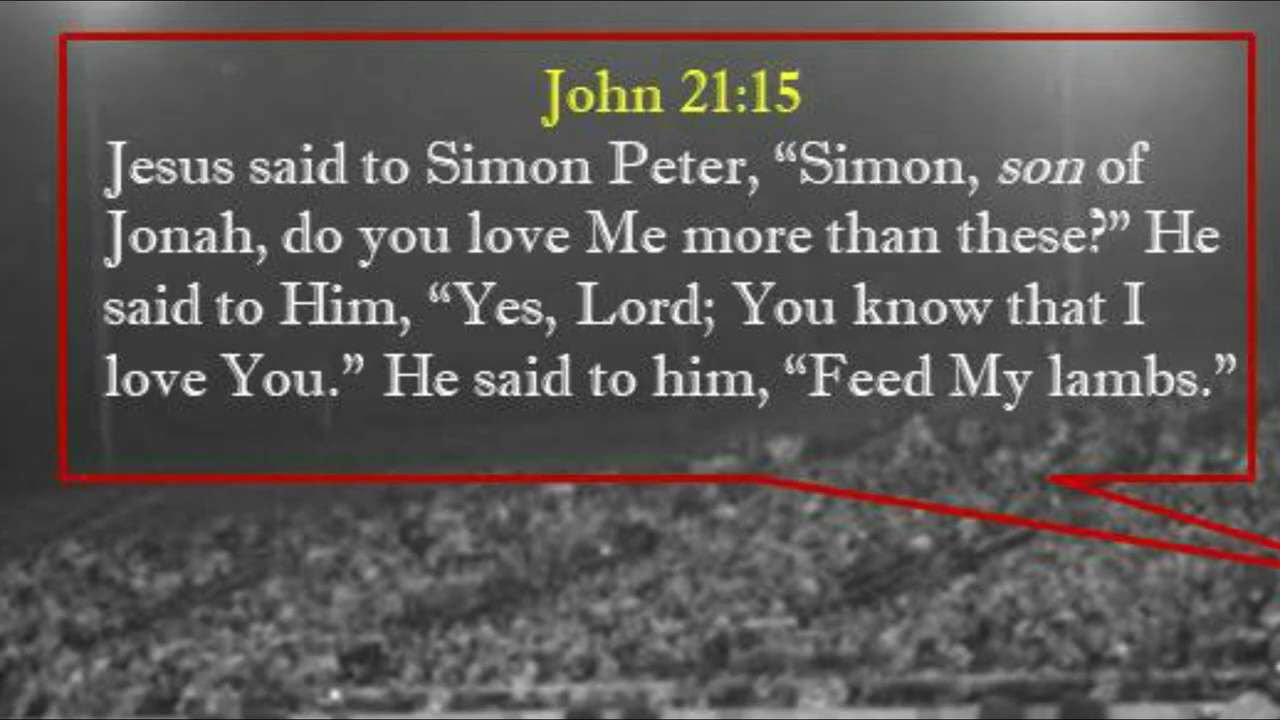 John 21:15
Jesus said to Simon Peter, “Simon, son of
Jonah, do you love Me more than these?” He
said to Him, “Yes, Lord; You know that I
love You.” He said to him, “Feed My lambs.”